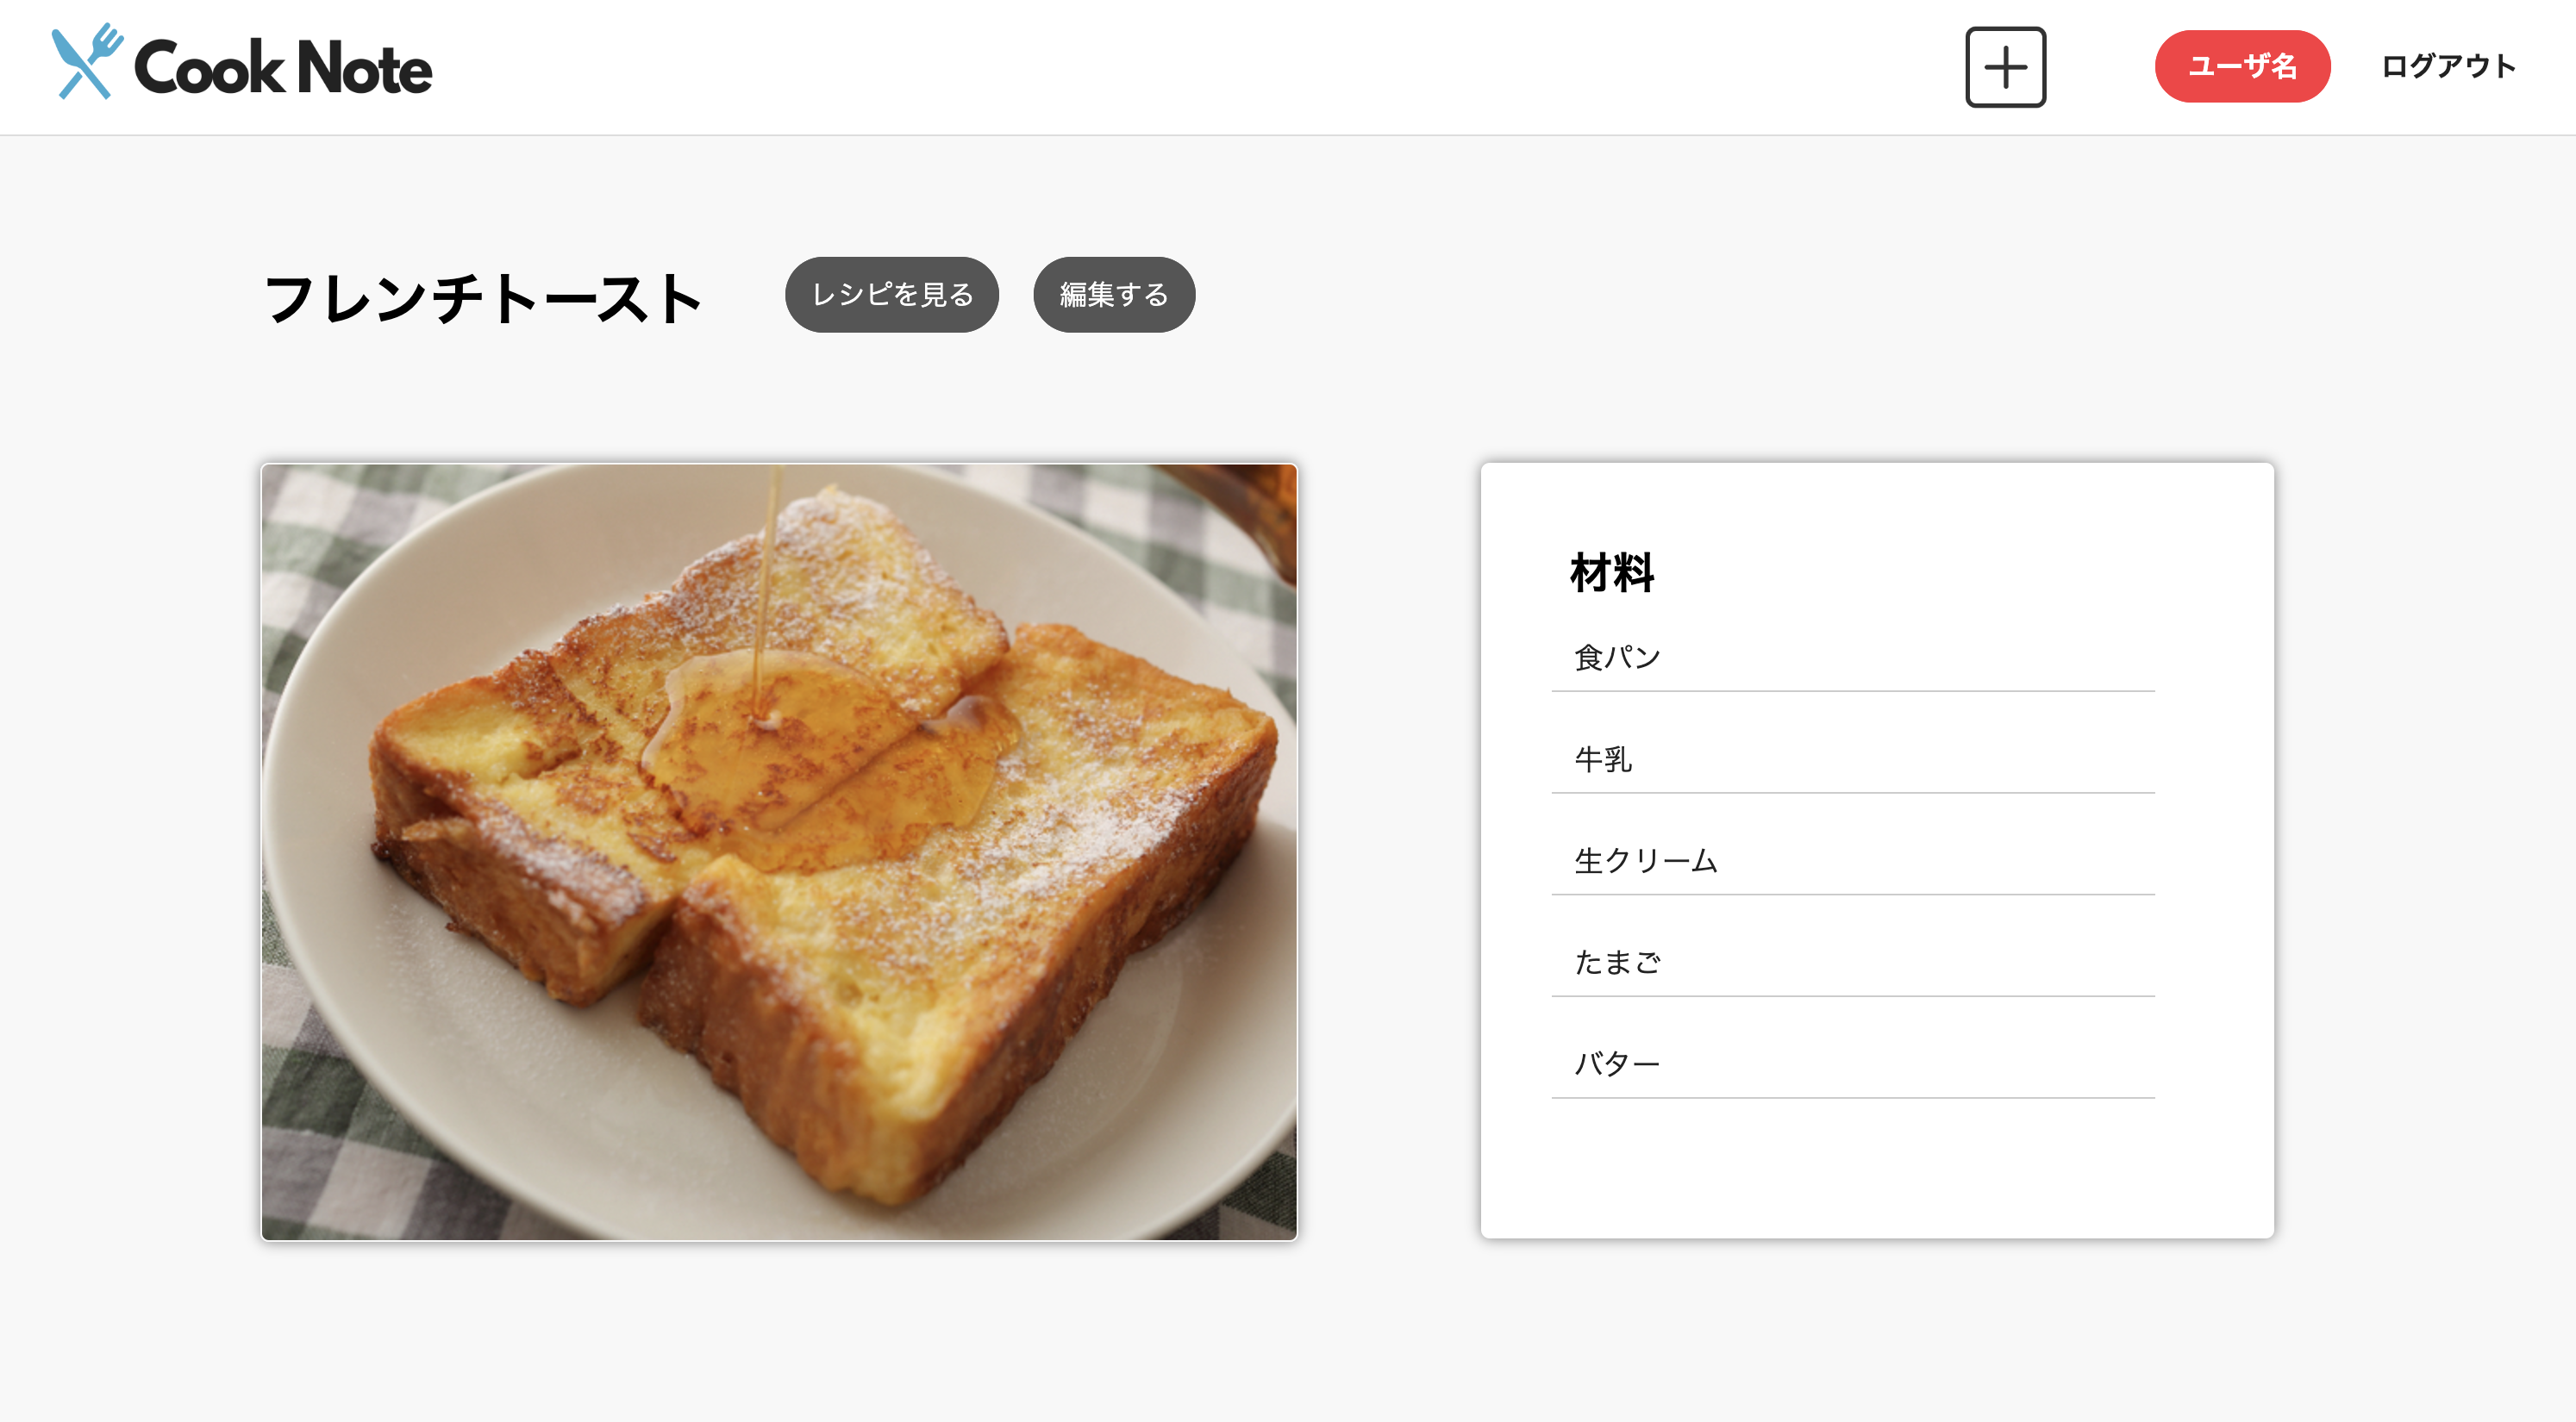 Cook Note
ユーザ名
ログアウト
フレンチトースト
レシピを見る
編集する
材料
食パン
牛乳
生クリーム
たまご
バター